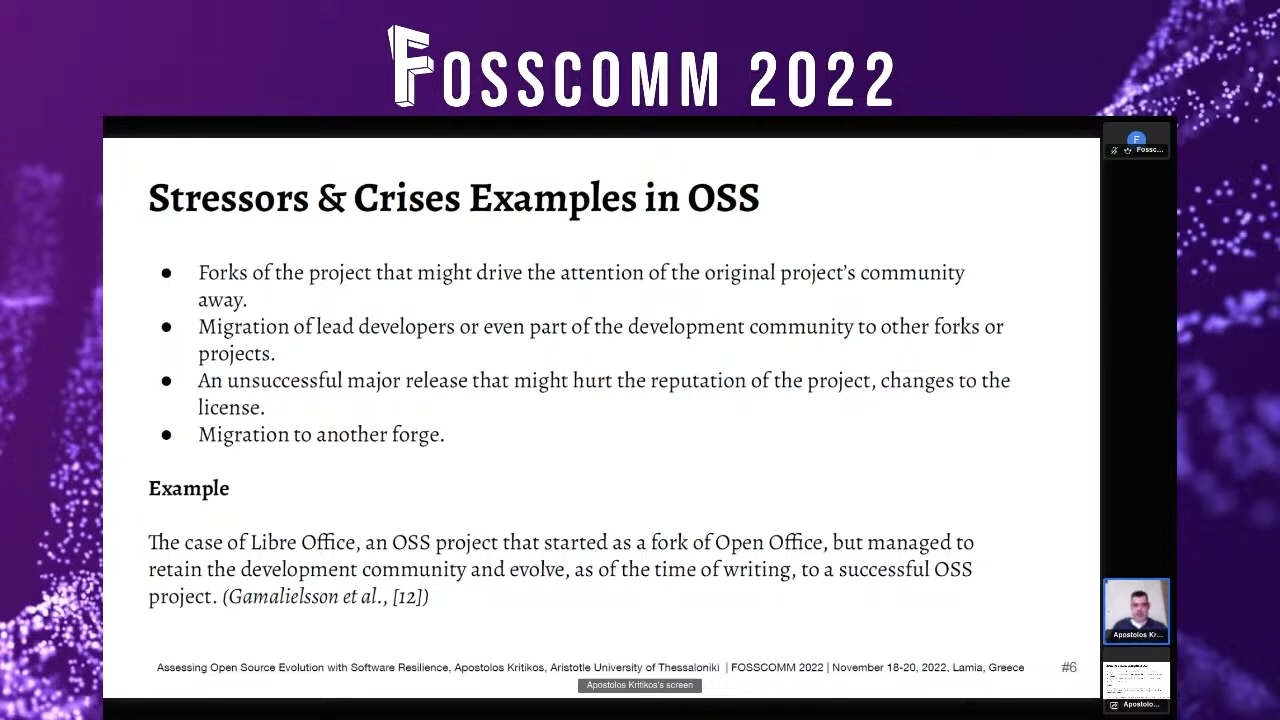 FOSSCOMM 2022
F
Fossc...
Stressors & Crises Examples in OSS
● Forks of the project that might drive the attention of the original project's community
away.
● Migration of lead developers or even part of the development community to other forks or
projects.
● An unsuccessful major release that might hurt the reputation of the project, changes to the
license.
● Migration to another forge.
Example
The case of Libre Office, an OSS project that started as a fork of Open Office, but managed to
retain the development community and evolve, as of the time of writing, to a successful OSS
project. (Gamalielsson et al., [12])
Assessing Open Source Evolution with Software Resilience, Apostolos Kritikos, Aristotle University of Thessaloniki | FOSSCOMM 2022 | November 18-20, 2022, Lamia, Greece
#6
Apostolos Kritikos's screen
Apostolos Kr...
Apostolo...